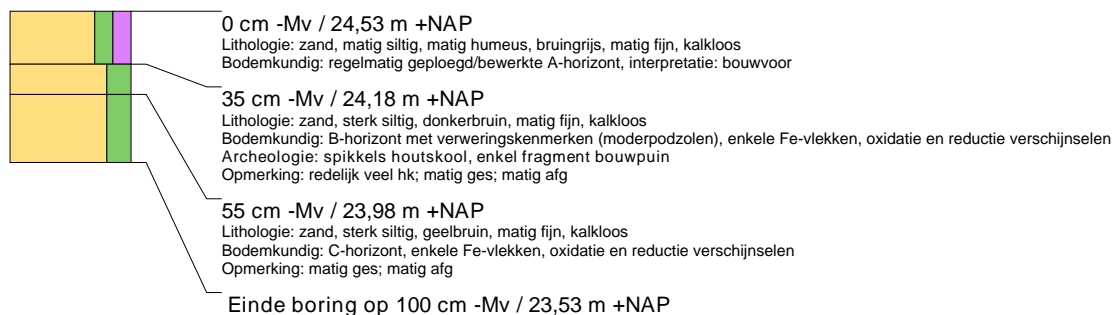 0 cm -Mv / 24,53 m +NAP
Lithologie: zand, matig siltig, matig humeus, bruingrijs, matig fijn, kalkloos
Bodemkundig: regelmatig geploegd/bewerkte A-horizont, interpretatie: bouwvoor
35 cm -Mv / 24,18 m +NAP
Lithologie: zand, sterk siltig, donkerbruin, matig fijn, kalkloos
Bodemkundig: B-horizont met verweringskenmerken (moderpodzolen), enkele Fe-vlekken, oxidatie en reductie verschijnselen
Archeologie: spikkels houtskool, enkel fragment bouwpuin
Opmerking: redelijk veel hk; matig ges; matig afg
55 cm -Mv / 23,98 m +NAP
Lithologie: zand, sterk siltig, geelbruin, matig fijn, kalkloos
Bodemkundig: C-horizont, enkele Fe-vlekken, oxidatie en reductie verschijnselen
Opmerking: matig ges; matig afg
Einde boring op 100 cm -Mv / 23,53 m +NAP